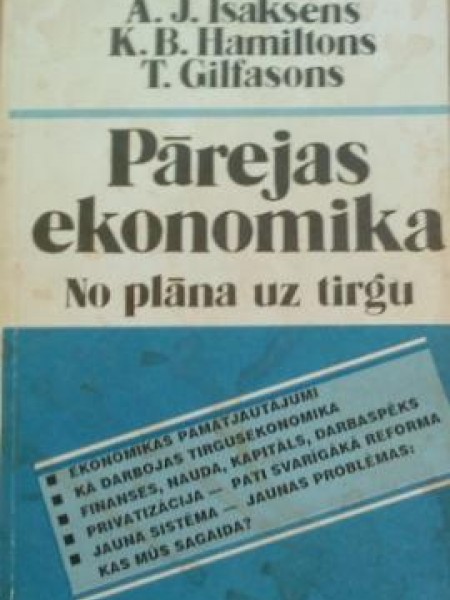 A. J. Isaksens
K. B. Hamiltons
T. Gilfasons
Pārejas
ekonomika
No plāna uz tirgu
EKONOMIKAS PAMATJAUTĀJUMI
KĀ DARBOJAS TIRGUSEKONOMIKA
FINANSES, NAUDA, KAPITĀLS, DARBASPĒKS
PRIVATIZĀCIJA — PATI SVARĪGĀKĀ REFORMA
JAUNA SISTĒMA — JAUNAS PROBLĒMAS:
KAS MŪS SAGAIDA?